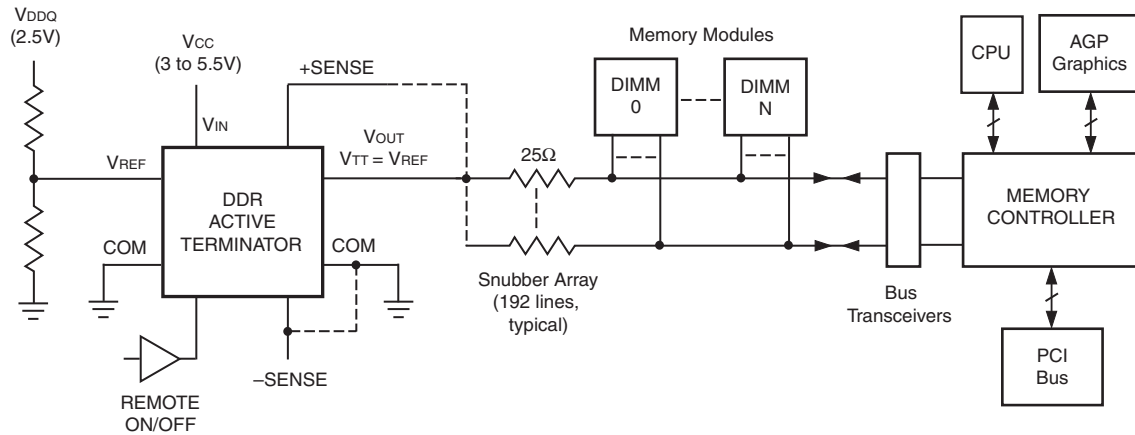 VDDQ
(2.5V)
VCC
(3 to 5.5V)
+SENSE
VIN
VREF
VOUT
VTT = VREF
DDR
ACTIVE
TERMINATOR
COM
COM
–SENSE
REMOTE
ON/OFF
25Ω
Snubber Array
(192 lines,
typical)
Memory Modules
DIMM
0
DIMM
N
Bus
Transceivers
CPU
AGP
Graphics
MEMORY
CONTROLLER
PCI
Bus